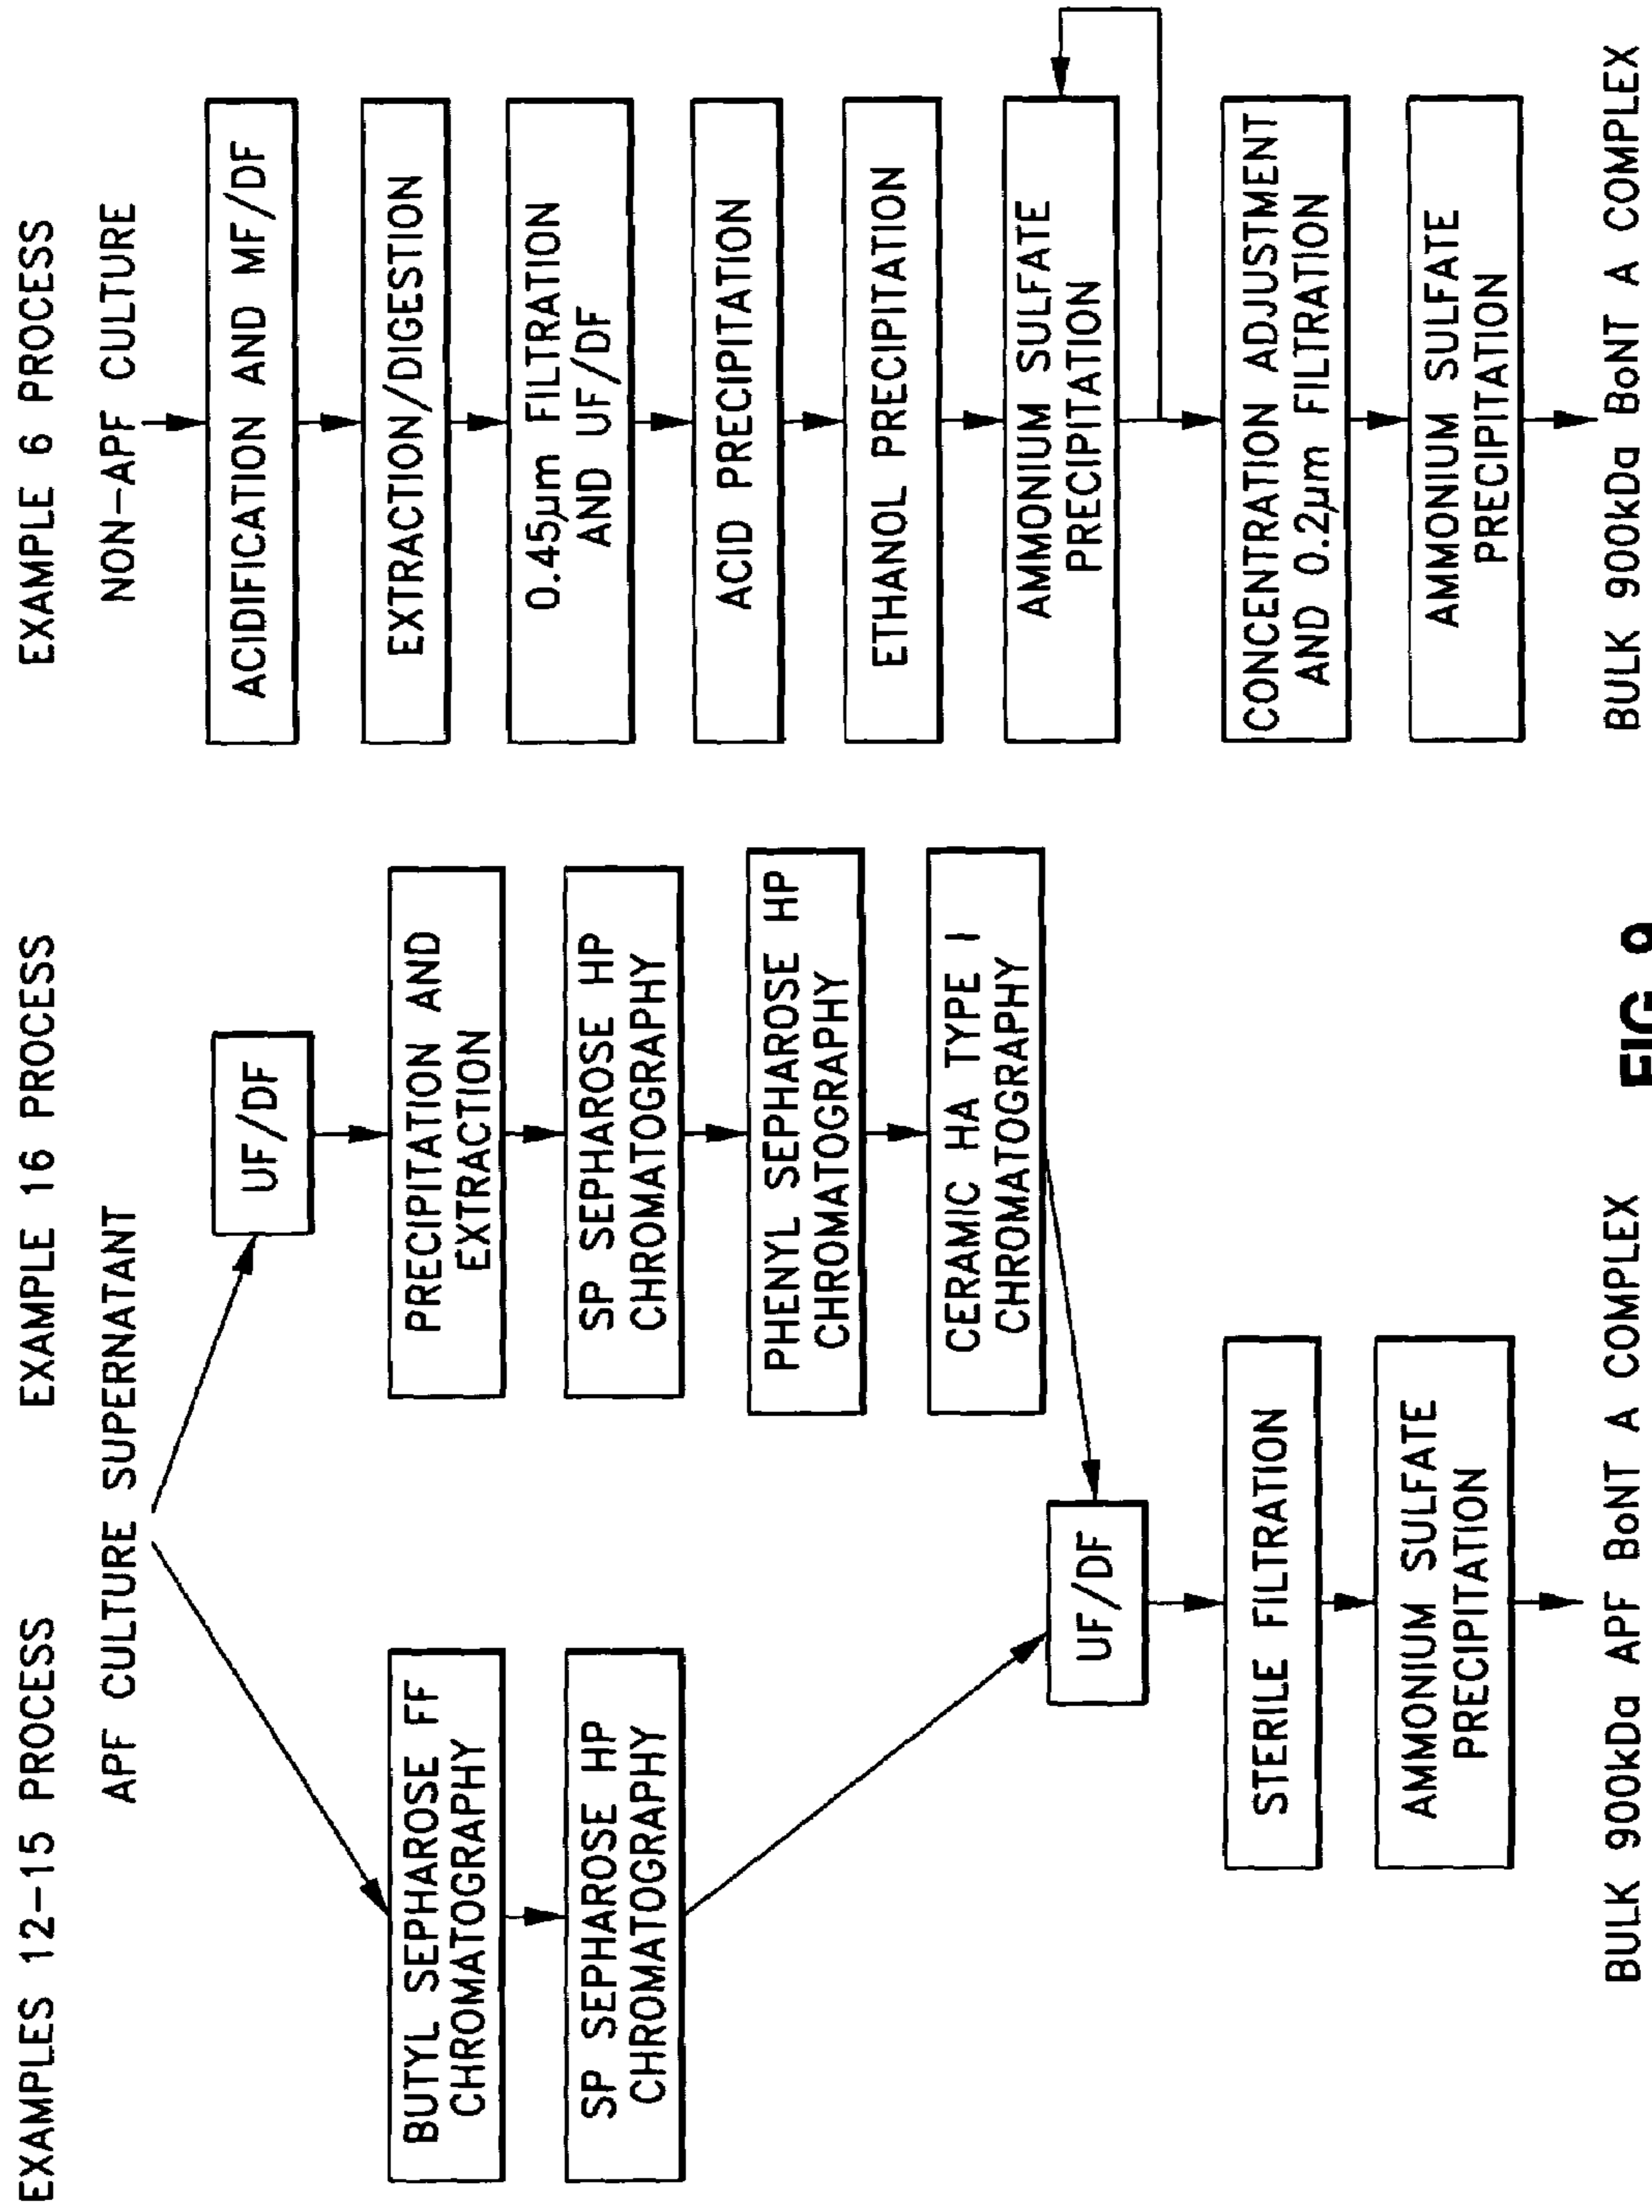 EXAMPLES 12-15 PROCESS
EXAMPLE 16 PROCESS
EXAMPLE 6 PROCESS
APF CULTURE SUPERNATANT
NON-APF CULTURE
BUTYL SEPHAROSE FF
CHROMATOGRAPHY
SP SEPHAROSE HP
CHROMATOGRAPHY
UF/DF
PRECIPITATION AND
EXTRACTION
SP SEPHAROSE HP
CHROMATOGRAPHY
PHENYL SEPHAROSE HP
CHROMATOGRAPHY
CERAMIC HA TYPE I
CHROMATOGRAPHY
UF/DF
STERILE FILTRATION
AMMONIUM SULFATE
PRECIPITATION
BULK 900kDa APF BoNT A COMPLEX
ACIDIFICATION AND MF/DF
EXTRACTION/DIGESTION
0.45µm FILTRATION
AND UF/DF
ACID PRECIPITATION
ETHANOL PRECIPITATION
AMMONIUM SULFATE
PRECIPITATION
CONCENTRATION ADJUSTMENT
AND 0.2µm FILTRATION
AMMONIUM SULFATE
PRECIPITATION
BULK 900kDa BoNT A COMPLEX
FIG.9